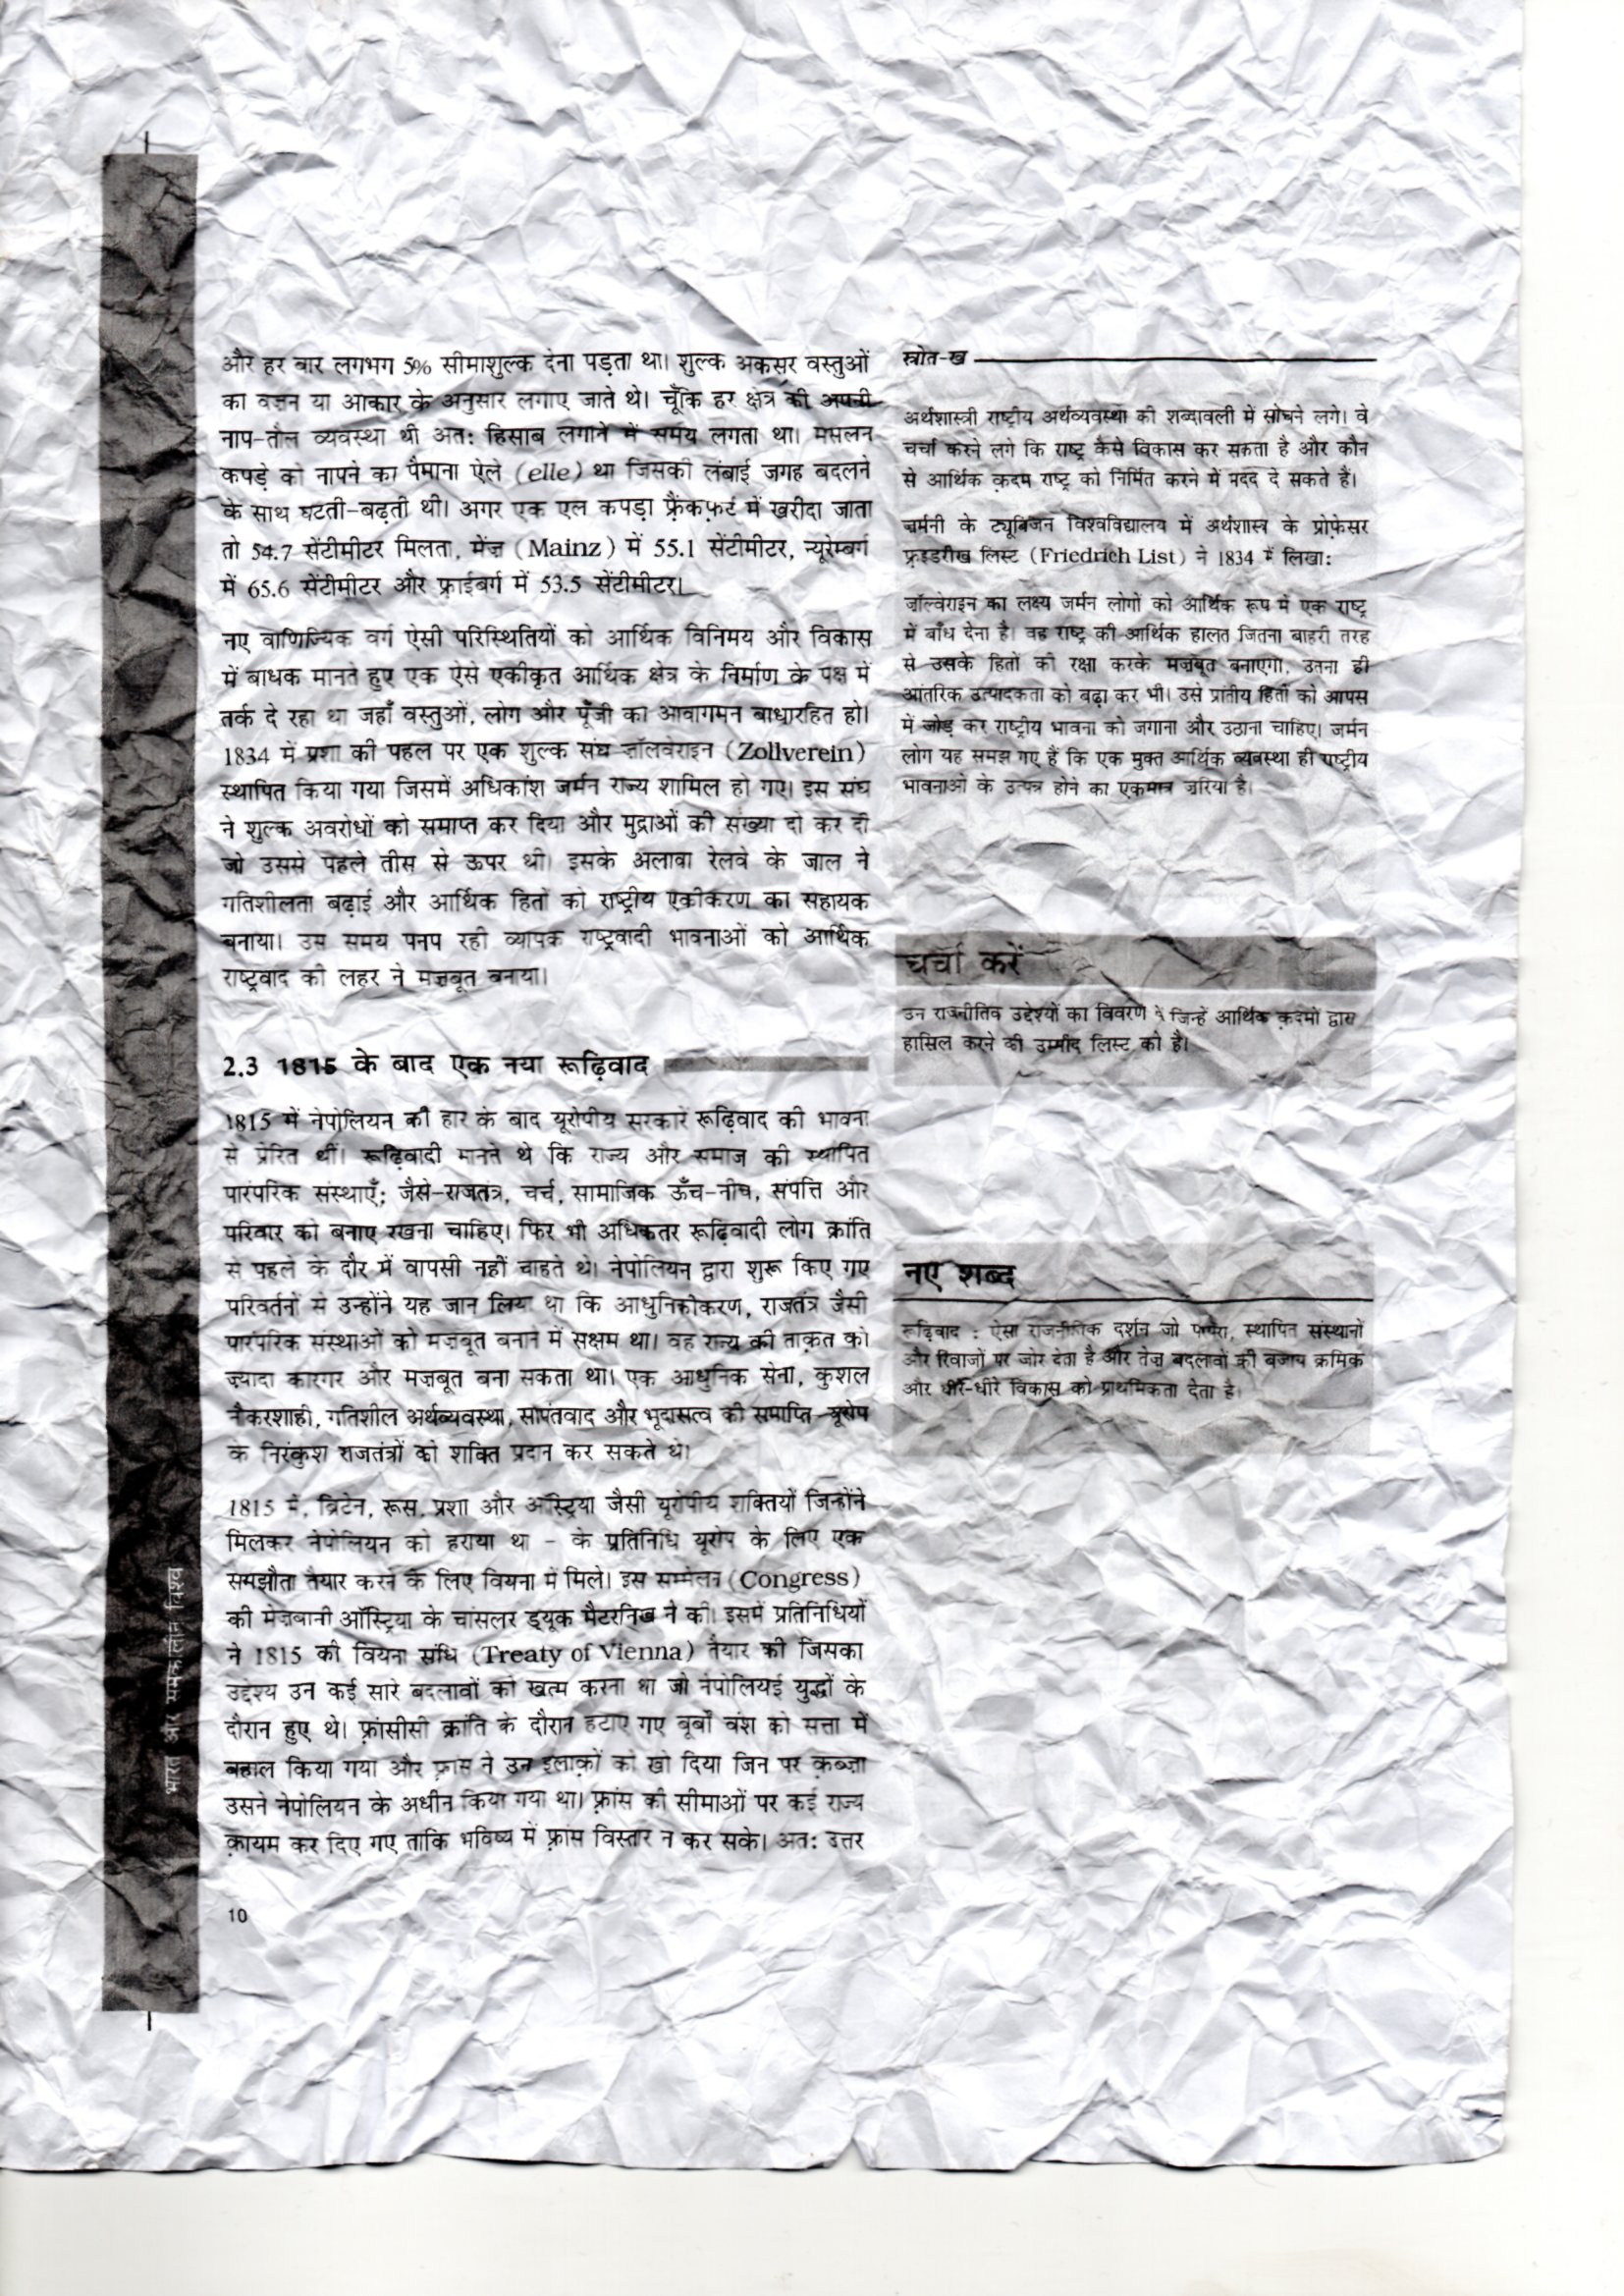 और हर बार लगभग 5% सीमाशुल्क देना पड़ता था। शुल्क अकसर वस्तुओं
का वज़न या आकार के अनुसार लगाए जाते थे। चूँकि हर क्षेत्र की अपनी
नाप-तौल व्यवस्था थी अत: हिसाब लगाने में समय लगता था। मसलन
कपड़े को नापने का पैमाना ऐले (elle) था जिसकी लंबाई जगह बदलने
के साथ घटती-बढ़ती थी। अगर एक एल कपड़ा फ़्रैंकफ़र्ट में खरीदा जाता
तो 54.7 सेंटीमीटर मिलता, मेंज़ (Mainz) में 55.1 सेंटीमीटर, न्यूरेम्बर्ग
में 65.6 सेंटीमीटर और फ़्राईबर्ग में 53.5 सेंटीमीटर।
नए वाणिज्यिक वर्ग ऐसी परिस्थितियों को आर्थिक विनिमय और विकास
में बाधक मानते हुए एक ऐसे एकीकृत आर्थिक क्षेत्र के निर्माण के पक्ष में
तर्क दे रहा था जहाँ वस्तुओं, लोग और पूँजी का आवागमन बाधारहित हो।
1834 में प्रशा की पहल पर एक शुल्क संघ ज़ॉलवेराइन (Zollverein)
स्थापित किया गया जिसमें अधिकांश जर्मन राज्य शामिल हो गए। इस संघ
ने शुल्क अवरोधों को समाप्त कर दिया और मुद्राओं की संख्या दो कर दी
जो उससे पहले तीस से ऊपर थी। इसके अलावा रेलवे के जाल ने
गतिशीलता बढ़ाई और आर्थिक हितों को राष्ट्रीय एकीकरण का सहायक
बनाया। उस समय पनप रही व्यापक राष्ट्रवादी भावनाओं को आर्थिक
राष्ट्रवाद की लहर ने मज़बूत बनाया।
2.3 1815 के बाद एक नया रूढ़िवाद
1815 में नेपोलियन की हार के बाद यूरोपीय सरकारें रूढ़िवाद की भावना
से प्रेरित थीं। रूढ़िवादी मानते थे कि राज्य और समाज की स्थापित
पारंपरिक संस्थाएँ; जैसे-राजतंत्र, चर्च, सामाजिक ऊँच-नीच, संपत्ति और
परिवार को बनाए रखना चाहिए। फिर भी अधिकतर रूढ़िवादी लोग क्रांति
से पहले के दौर में वापसी नहीं चाहते थे। नेपोलियन द्वारा शुरू किए गए
परिवर्तनों से उन्होंने यह जान लिया था कि आधुनिकीकरण, राजतंत्र जैसी
पारंपरिक संस्थाओं को मज़बूत बनाने में सक्षम था। वह राज्य की ताक़त को
ज़्यादा कारगर और मज़बूत बना सकता था। एक आधुनिक सेना, कुशल
नौकरशाही, गतिशील अर्थव्यवस्था, सामंतवाद और भूदासत्व की समाप्ति यूरोप
के निरंकुश राजतंत्रों को शक्ति प्रदान कर सकते थे।
1815 में, ब्रिटेन, रूस, प्रशा और ऑस्ट्रिया जैसी यूरोपीय शक्तियों जिन्होंने
मिलकर नेपोलियन को हराया था – के प्रतिनिधि यूरोप के लिए एक
समझौता तैयार करने के लिए वियना में मिले। इस सम्मेलन (Congress)
की मेज़बानी ऑस्ट्रिया के चांसलर ड्यूक मैटरनिख ने की। इसमें प्रतिनिधियों
ने 1815 की वियना संधि (Treaty of Vienna) तैयार की जिसका
उद्देश्य उन कई सारे बदलावों को खत्म करना था जो नेपोलियई युद्धों के
दौरान हुए थे। फ़्रांसीसी क्रांति के दौरान हटाए गए बूर्बों वंश को सत्ता में
बहाल किया गया और फ़्रांस ने उन इलाक़ों को खो दिया जिन पर क़ब्ज़ा
उसने नेपोलियन के अधीन किया गया था। फ़्रांस की सीमाओं पर कई राज्य
क़ायम कर दिए गए ताकि भविष्य में फ़्रांस विस्तार न कर सके। अत: उत्तर
10
भारत और समकालीन विश्व
स्रोत-ख
अर्थशास्त्री राष्ट्रीय अर्थव्यवस्था की शब्दावली में सोचने लगे। वे
चर्चा करने लगे कि राष्ट्र कैसे विकास कर सकता है और कौन
से आर्थिक क़दम राष्ट्र को निर्मित करने में मदद दे सकते हैं।
जर्मनी के ट्यूबिंजन विश्वविद्यालय में अर्थशास्त्र के प्रोफ़ेसर
फ़्रइडरीख लिस्ट (Friedrich List) ने 1834 में लिखा:
ज़ॉल्वेराइन का लक्ष्य जर्मन लोगों को आर्थिक रूप में एक राष्ट्र
में बाँध देना है। वह राष्ट्र की आर्थिक हालत जितना बाहरी तरह
से उसके हितों की रक्षा करके मज़बूत बनाएगा, उतना ही
आंतरिक उत्पादकता को बढ़ा कर भी। उसे प्रांतीय हितों को आपस
में जोड़ कर राष्ट्रीय भावना को जगाना और उठाना चाहिए। जर्मन
लोग यह समझ गए हैं कि एक मुक्त आर्थिक व्यवस्था ही राष्ट्रीय
भावनाओं के उत्पन्न होने का एकमात्र ज़रिया है।
चर्चा करें
उन राजनीतिक उद्देश्यों का विवरण दें जिन्हें आर्थिक क़दमों द्वारा
हासिल करने की उम्मीद लिस्ट को है।
नए शब्द
रूढ़िवाद : ऐसा राजनीतिक दर्शन जो परंपरा, स्थापित संस्थानों
और रिवाजों पर ज़ोर देता है और तेज़ बदलावों की बजाय क्रमिक
और धीरे-धीरे विकास को प्राथमिकता देता है।